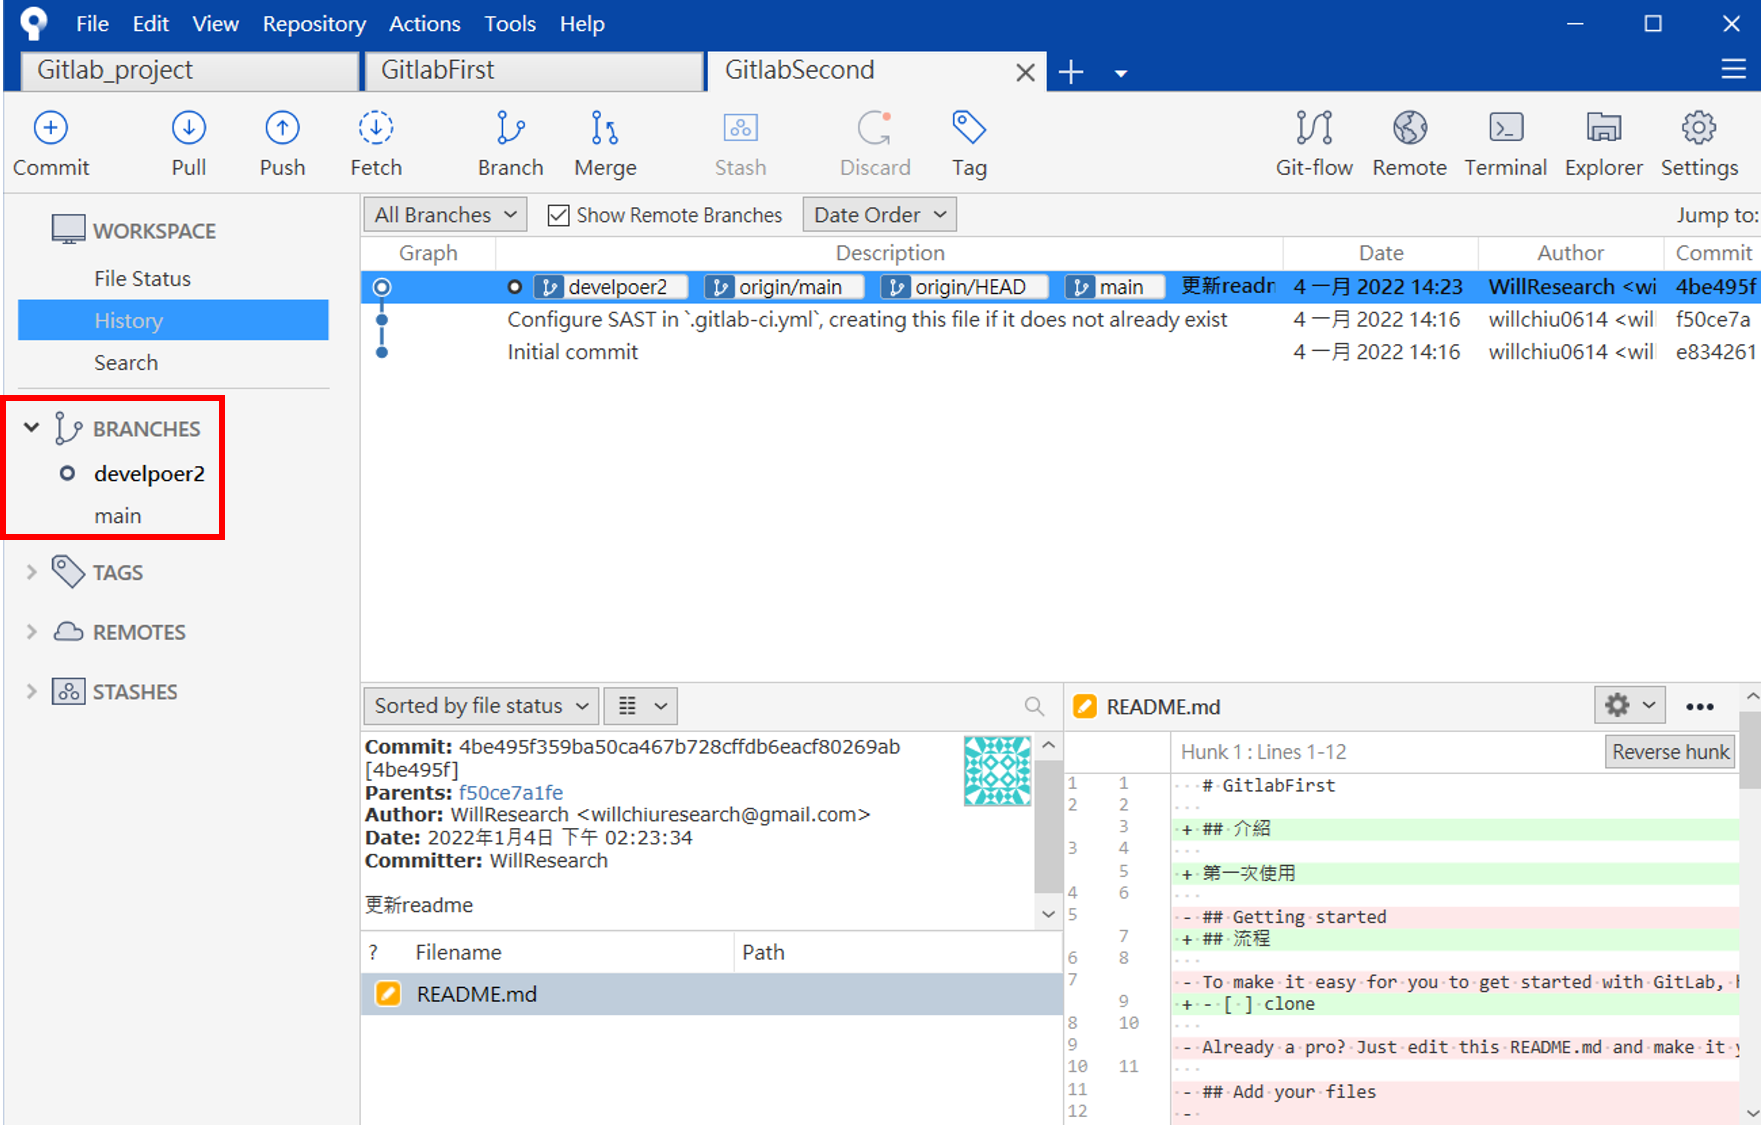 File Edit View Repository Actions Tools Help
Gitlab_project GitlabFirst GitlabSecond
Commit Pull Push Fetch Branch Merge Stash Discard Tag Git-flow Remote Terminal Explorer Settings
WORKSPACE
File Status
History
Search
BRANCHES
develpoer2
main
TAGS
REMOTES
STASHES
All Branches Show Remote Branches Date Order Jump to:
Graph Description Date Author Commit
develpoer2 origin/main origin/HEAD main 更新readn 4 一月 2022 14:23 WillResearch <wi 4be495f
Configure SAST in `.gitlab-ci.yml`, creating this file if it does not already exist 4 一月 2022 14:16 willchiu0614 <wil f50ce7a
Initial commit 4 一月 2022 14:16 willchiu0614 <wil e834261
Sorted by file status
Commit: 4be495f359ba50ca467b728cffdb6eacf80269ab
[4be495f]
Parents: f50ce7a1fe
Author: WillResearch <willchiuresearch@gmail.com>
Date: 2022年1月4日 下午 02:23:34
Committer: WillResearch
更新readme
? Filename Path
README.md
README.md
Hunk 1 : Lines 1-12 Reverse hunk
1 1 # GitlabFirst
2 2
3 + ## 介紹
3 4
5 + 第一次使用
4 6
5 - ## Getting started
7 + ## 流程
6 8
7 - To make it easy for you to get started with GitLab,
9 + - [ ] clone
8 10
9 - Already a pro? Just edit this README.md and make it
10 11
11 - ## Add your files
12 -